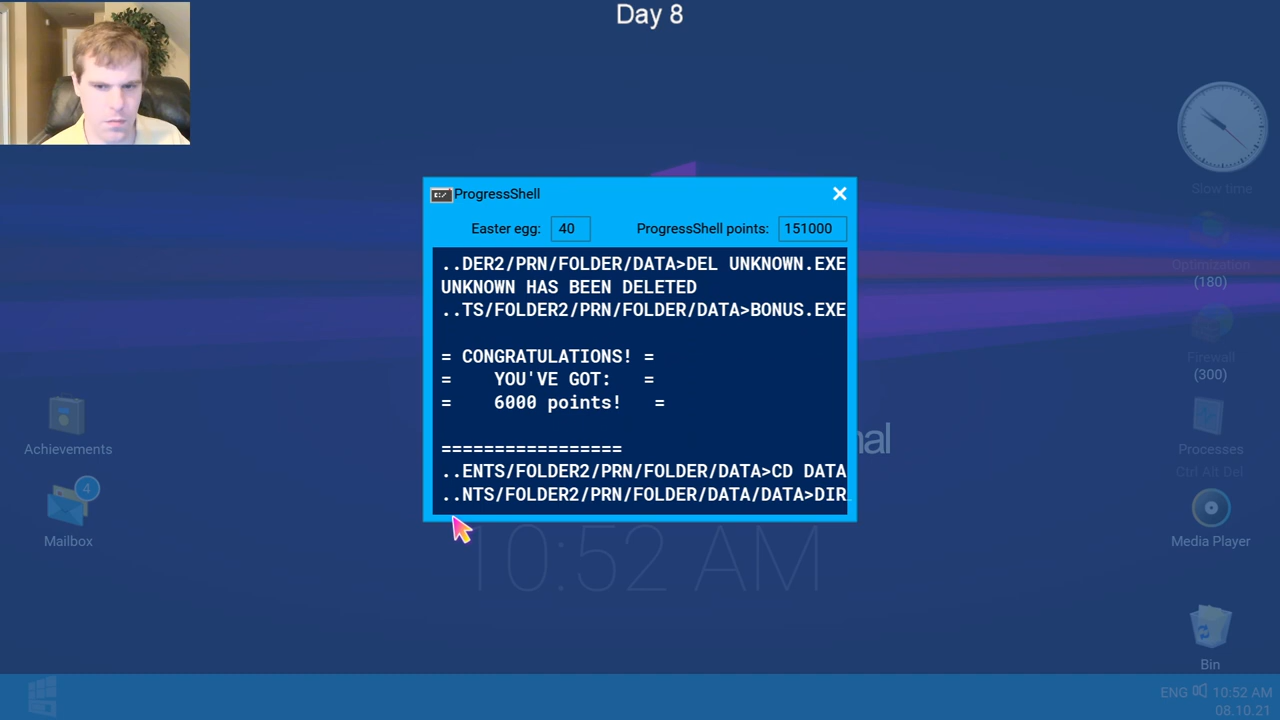 Day 8
ProgressShell
Easter egg: 40 ProgressShell points: 151000
..DER2/PRN/FOLDER/DATA>DEL UNKNOWN.EXE
UNKNOWN HAS BEEN DELETED
..TS/FOLDER2/PRN/FOLDER/DATA>BONUS.EXE
= CONGRATULATIONS! =
= YOU'VE GOT: =
= 6000 points! =
=================
..ENTS/FOLDER2/PRN/FOLDER/DATA>CD DATA
..NTS/FOLDER2/PRN/FOLDER/DATA/DATA>DIR
Achievements
4
Mailbox
nal
10:52 AM
Slow time
Optimization
(180)
Firewall
(300)
Processes
Ctrl Alt Del
Media Player
Bin
ENG 10:52 AM
08.10.21